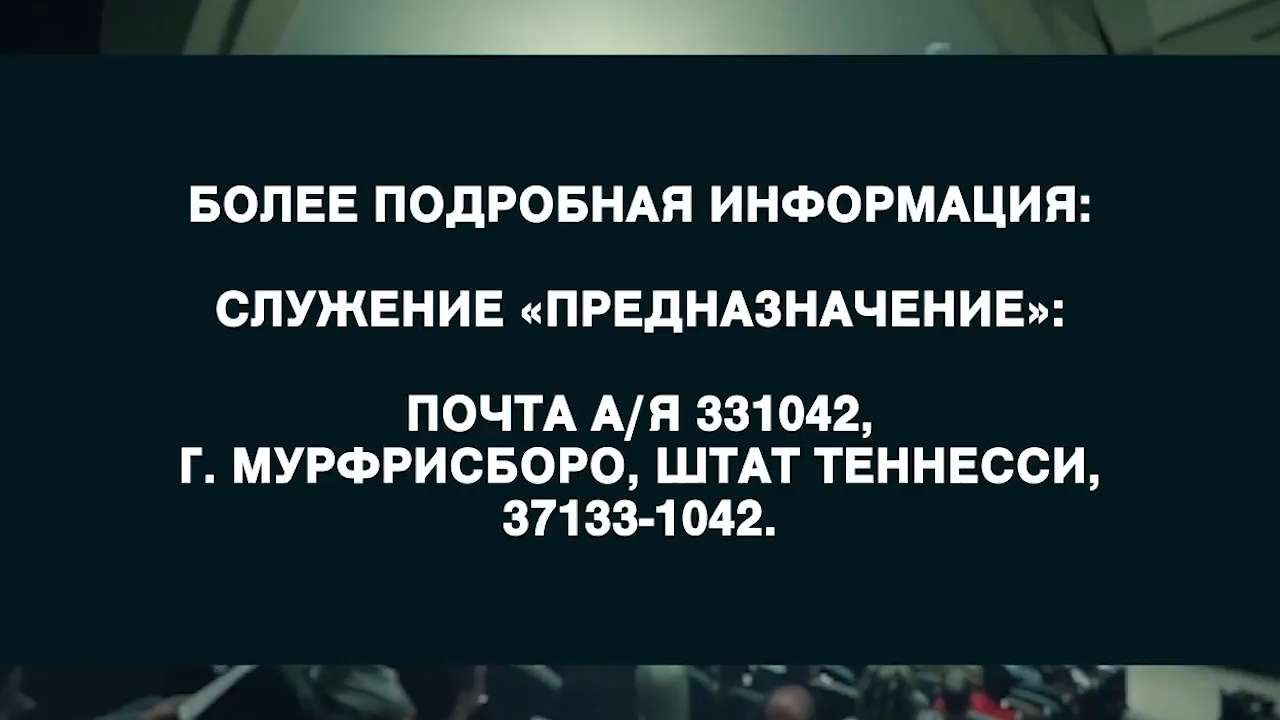 БОЛЕЕ ПОДРОБНАЯ ИНФОРМАЦИЯ:
СЛУЖЕНИЕ «ПРЕДНАЗНАЧЕНИЕ»:
ПОЧТА А/Я 331042,
Г. МУРФРИСБОРО, ШТАТ ТЕННЕССИ,
37133-1042.